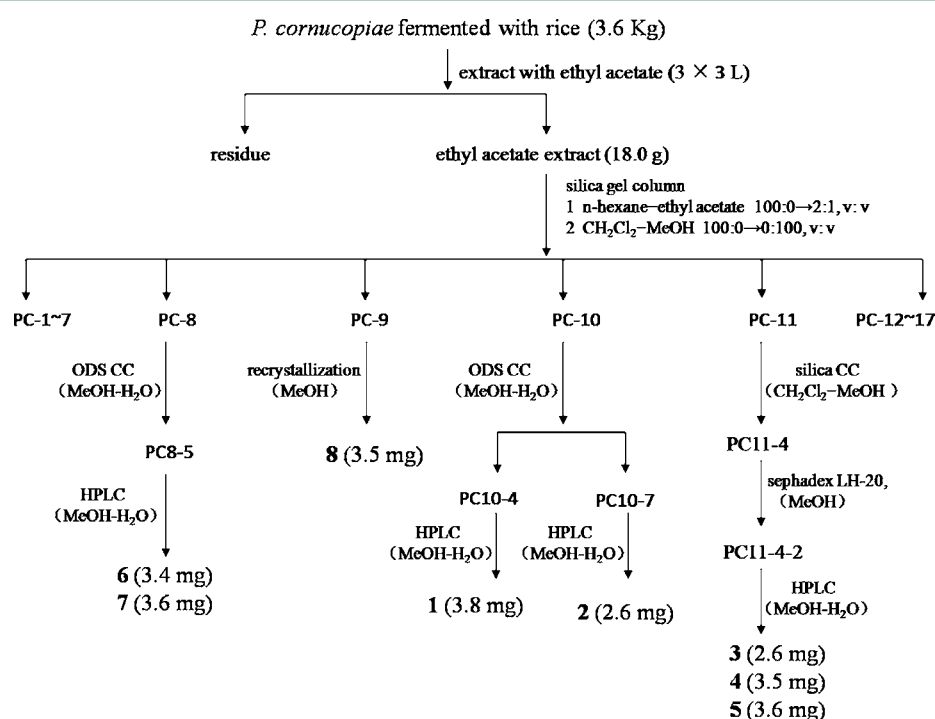 P. cornucopiae fermented with rice (3.6 Kg)
extract with ethyl acetate (3 × 3 L)
residue
ethyl acetate extract (18.0 g)
silica gel column
1 n-hexane–ethyl acetate 100:0→2:1, v: v
2 CH₂Cl₂–MeOH 100:0→0:100, v: v
PC-1~7
PC-8
PC-9
PC-10
PC-11
PC-12~17
ODS CC
(MeOH-H₂O)
recrystallization
(MeOH)
ODS CC
(MeOH-H₂O)
silica CC
(CH₂Cl₂–MeOH )
PC8-5
8 (3.5 mg)
PC11-4
HPLC
(MeOH-H₂O)
PC10-4
PC10-7
sephadex LH-20,
(MeOH)
HPLC
(MeOH-H₂O)
HPLC
(MeOH-H₂O)
PC11-4-2
6 (3.4 mg)
7 (3.6 mg)
1 (3.8 mg)
2 (2.6 mg)
HPLC
(MeOH-H₂O)
3 (2.6 mg)
4 (3.5 mg)
5 (3.6 mg)